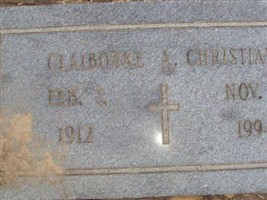 CLAIBORNE A. CHRISTIA
FEB. NOV.
1912 199